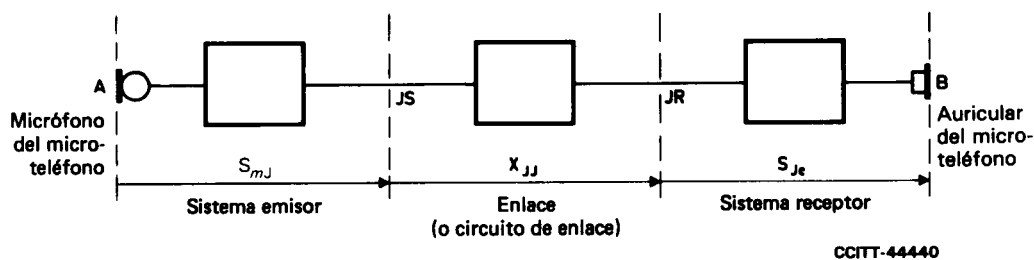 A
JS
JR
B
Micrófono
del micro-
teléfono
Auricular
del micro-
teléfono
S_mJ
X_JJ
S_Je
Sistema emisor
Enlace
(o circuito de enlace)
Sistema receptor
CCITT-44440